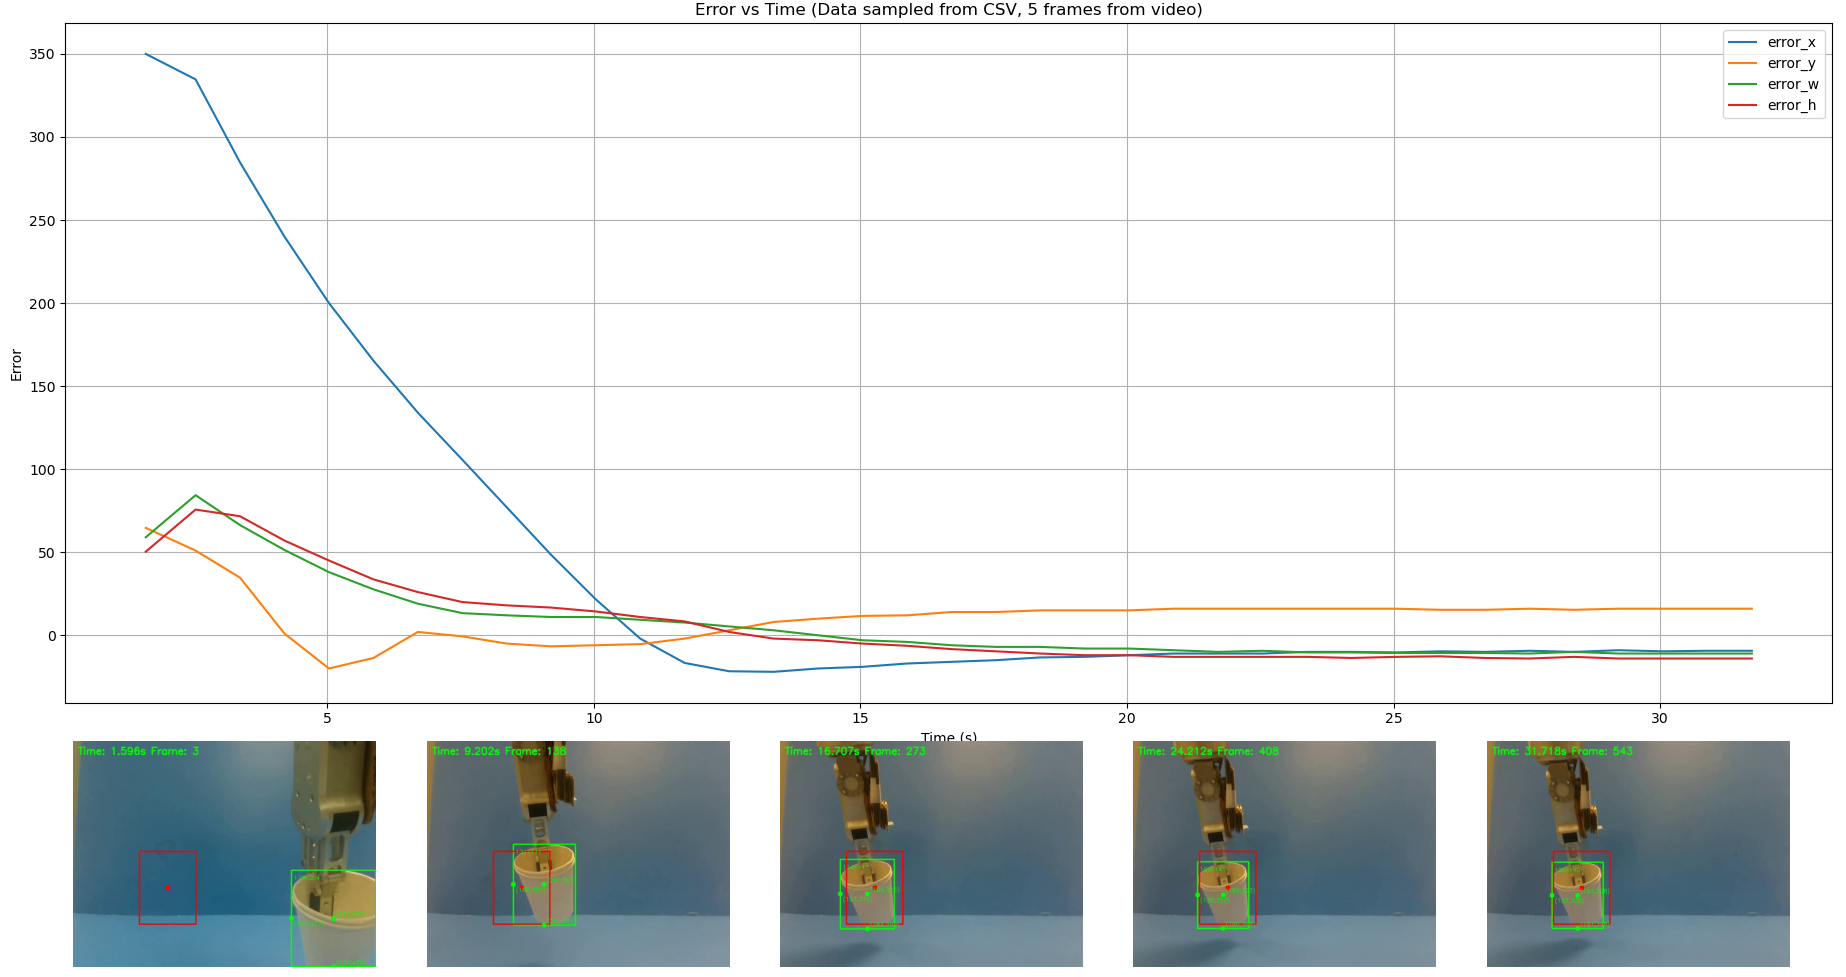 Error vs Time (Data sampled from CSV, 5 frames from video)
error_x
error_y
error_w
error_h
350
300
250
200
150
100
50
0
Error
5
10
15
20
25
30
Time (s)
Time: 1.596s Frame: 3
Time: 9.202s Frame: 138
Time: 16.707s Frame: 273
Time: 24.212s Frame: 408
Time: 31.718s Frame: 543